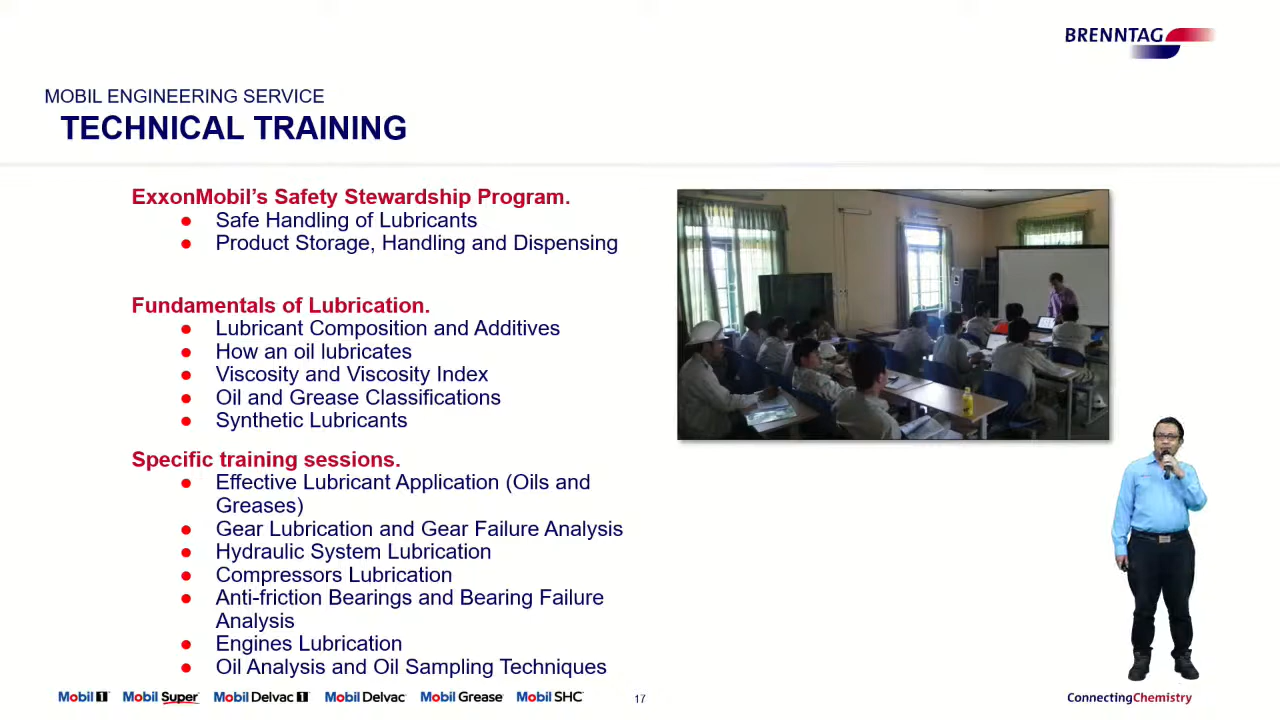 BRENNTAG
MOBIL ENGINEERING SERVICE
TECHNICAL TRAINING
ExxonMobil’s Safety Stewardship Program.
● Safe Handling of Lubricants
● Product Storage, Handling and Dispensing
Fundamentals of Lubrication.
● Lubricant Composition and Additives
● How an oil lubricates
● Viscosity and Viscosity Index
● Oil and Grease Classifications
● Synthetic Lubricants
Specific training sessions.
● Effective Lubricant Application (Oils and
Greases)
● Gear Lubrication and Gear Failure Analysis
● Hydraulic System Lubrication
● Compressors Lubrication
● Anti-friction Bearings and Bearing Failure
Analysis
● Engines Lubrication
● Oil Analysis and Oil Sampling Techniques
Mobil 1 Mobil Super Mobil Delvac 1 Mobil Delvac Mobil Grease Mobil SHC 17 ConnectingChemistry